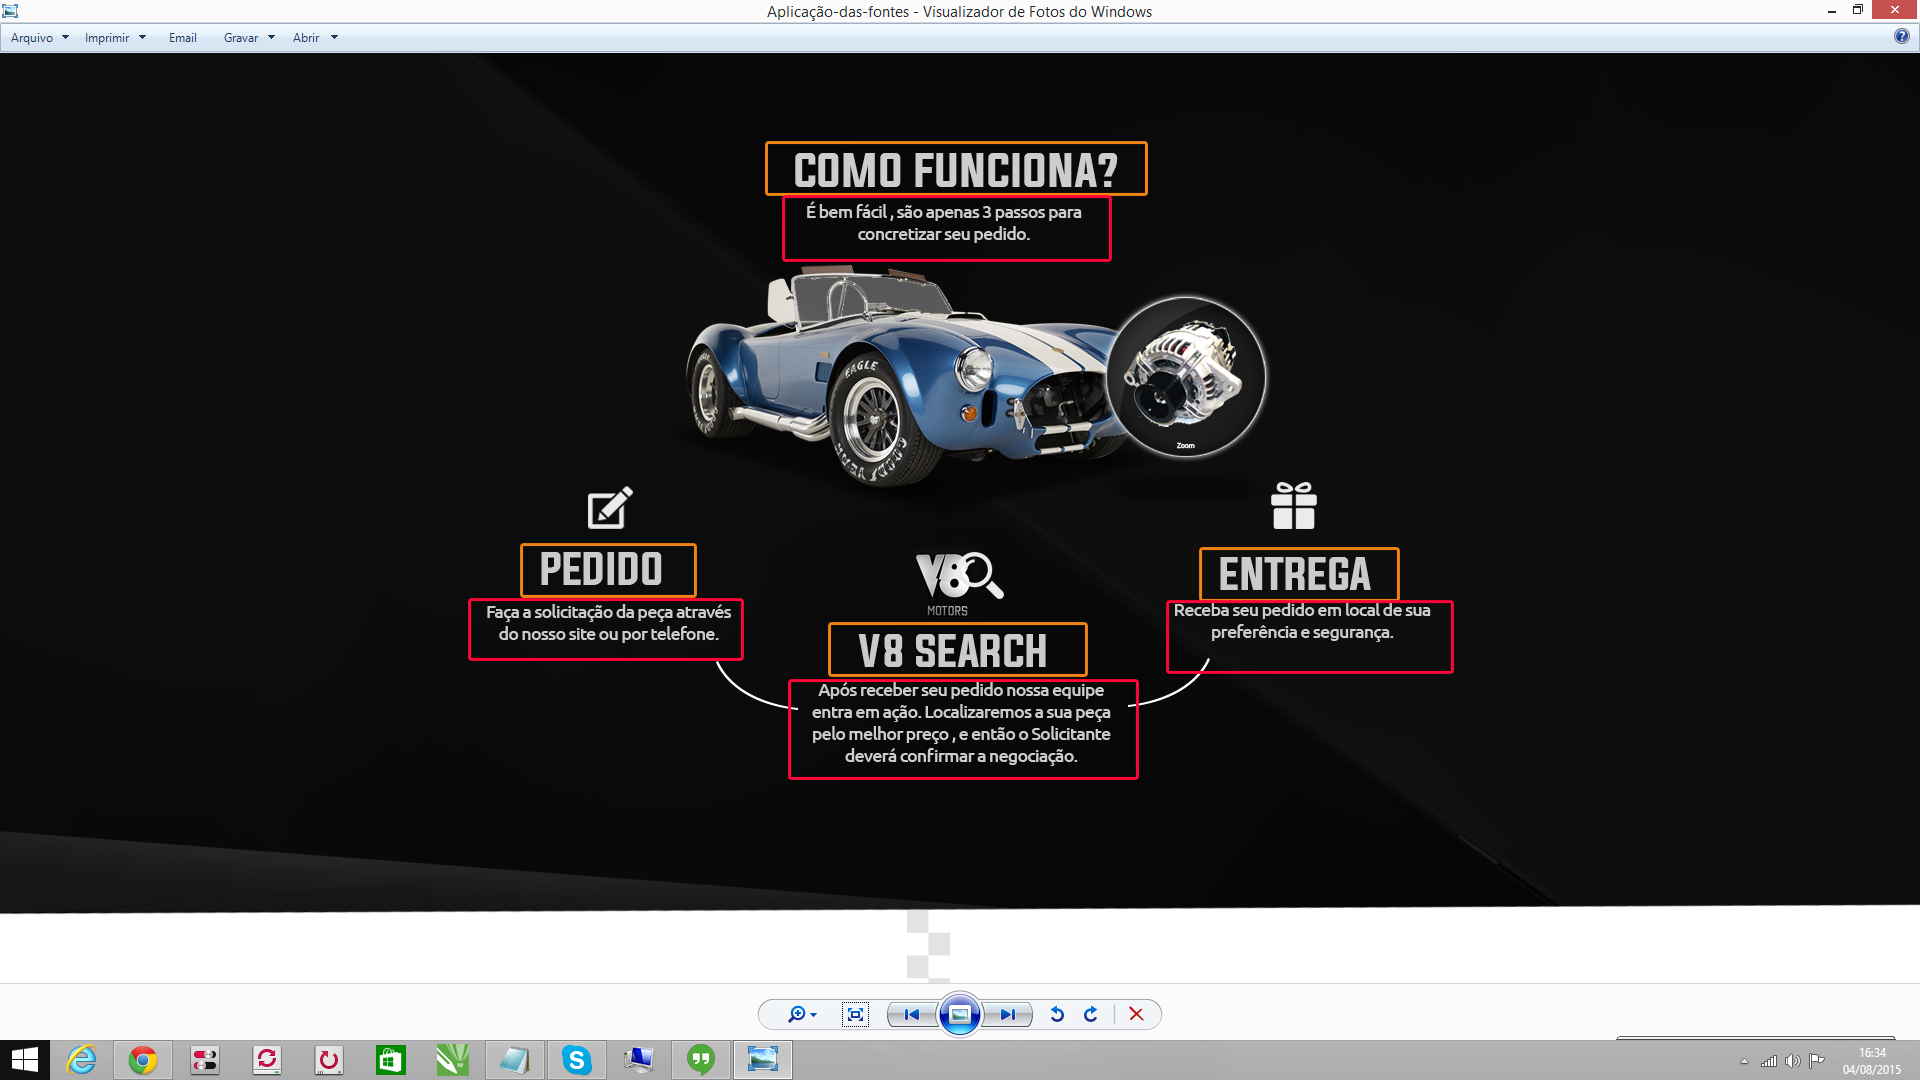 Aplicação-das-fontes - Visualizador de Fotos do Windows
Arquivo Imprimir Email Gravar Abrir
COMO FUNCIONA?
É bem fácil , são apenas 3 passos para
concretizar seu pedido.
EAGLE
GOODYEAR
Zoom
PEDIDO
Faça a solicitação da peça através
do nosso site ou por telefone.
V8
MOTORS
V8 SEARCH
Após receber seu pedido nossa equipe
entra em ação. Localizaremos a sua peça
pelo melhor preço , e então o Solicitante
deverá confirmar a negociação.
ENTREGA
Receba seu pedido em local de sua
preferência e segurança.
16:34
04/08/2015